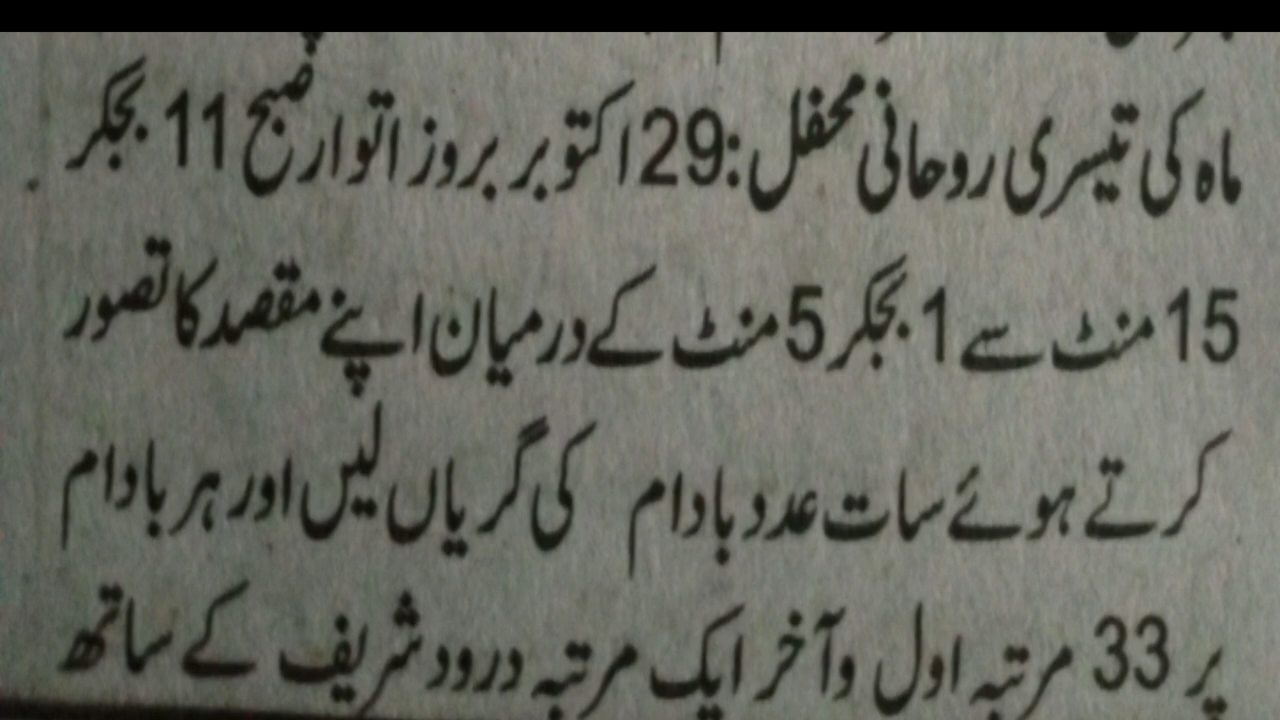 ماہ کی تیسری روحانی محفل: 29 اکتوبر بروز اتوار صبح 11 بجکر
15 منٹ سے 1 بجکر 5 منٹ کے درمیان اپنے مقصد کا تصور
کرتے ہوئے سات عدد بادام کی گریاں لیں اور ہر بادام
پر 33 مرتبہ اول وآخر ایک مرتبہ درود شریف کے ساتھ